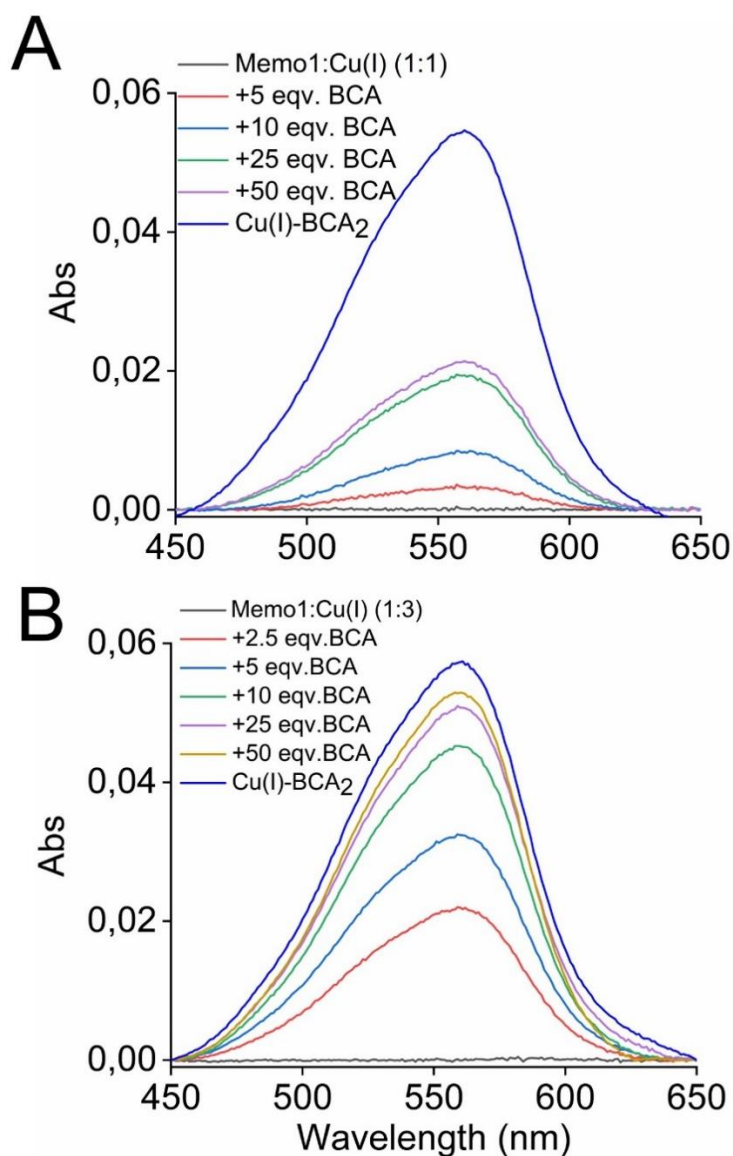 A
Memo1:Cu(I) (1:1)
+5 eqv. BCA
+10 eqv. BCA
+25 eqv. BCA
+50 eqv. BCA
Cu(I)-BCA2
0,06
0,04
0,02
0,00
Abs
450 500 550 600 650
B
Memo1:Cu(I) (1:3)
+2.5 eqv.BCA
+5 eqv.BCA
+10 eqv.BCA
+25 eqv.BCA
+50 eqv.BCA
Cu(I)-BCA2
0,06
0,04
0,02
0,00
Abs
450 500 550 600 650
Wavelength (nm)